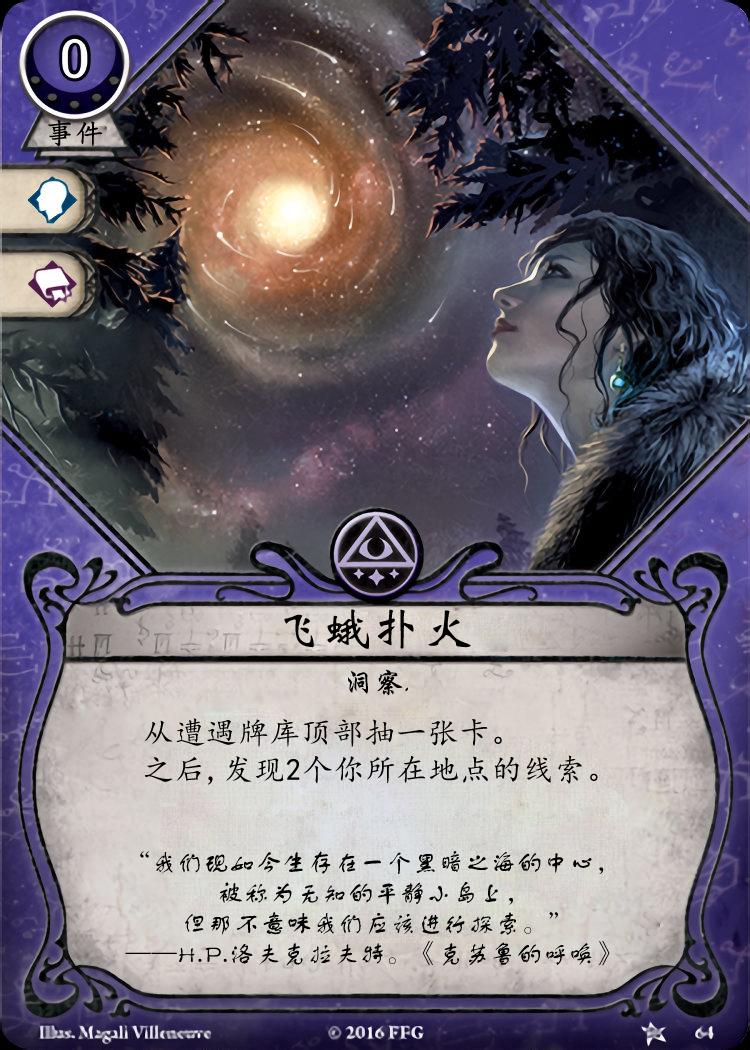 0
事件
飞蛾扑火
洞察.
从遭遇牌库顶部抽一张卡。
之后,发现2个你所在地点的线索。
“我们现如今生存在一个黑暗之海的中心,
被称为无知的平静小岛上,
但那不意味我们应该进行探索。”
——H.P.洛夫克拉夫特。《克苏鲁的呼唤》
Illus. Magali Villeneuve
© 2016 FFG
64